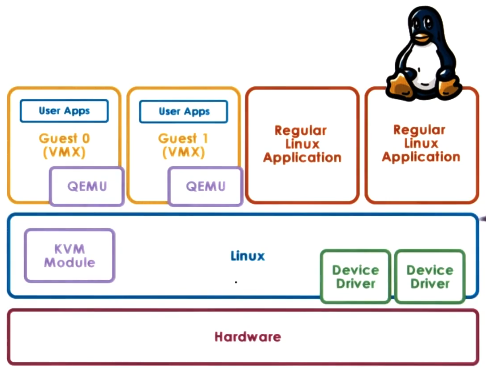 User Apps
Guest 0
(VMX)
QEMU
User Apps
Guest 1
(VMX)
QEMU
Regular
Linux
Application
Regular
Linux
Application
KVM
Module
Linux
Device
Driver
Device
Driver
Hardware